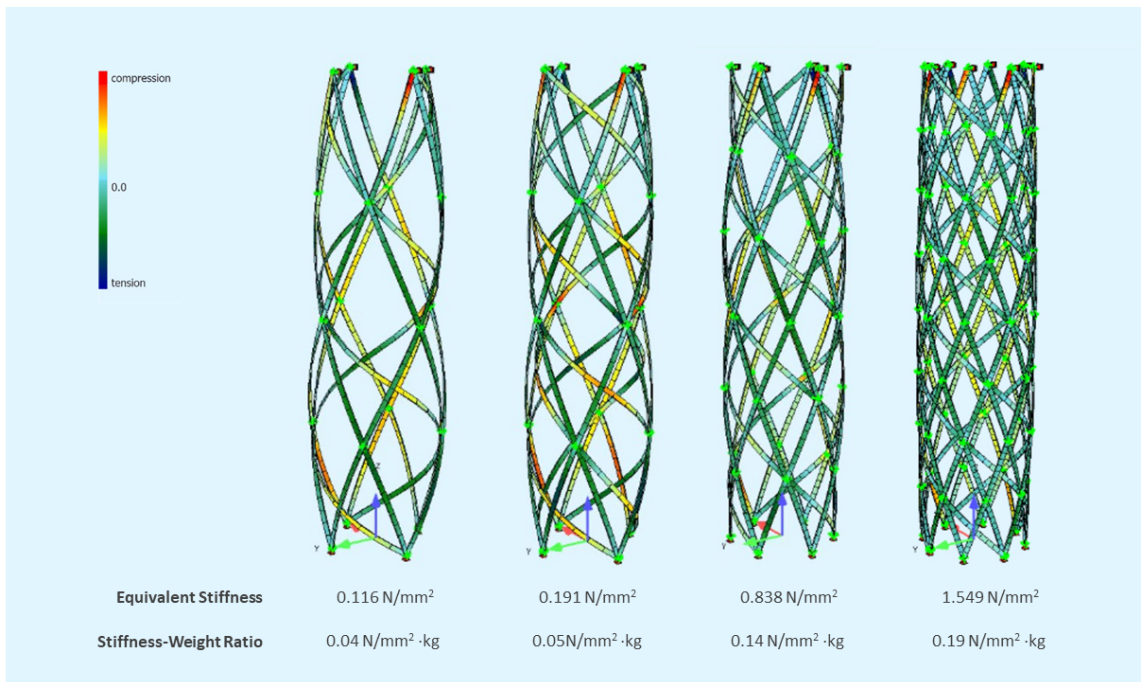 compression
0.0
tension
Z
Y
Y
Y
Y
Equivalent Stiffness 0.116 N/mm² 0.191 N/mm² 0.838 N/mm² 1.549 N/mm²
Stiffness-Weight Ratio 0.04 N/mm² ·kg 0.05N/mm² ·kg 0.14 N/mm² ·kg 0.19 N/mm² ·kg